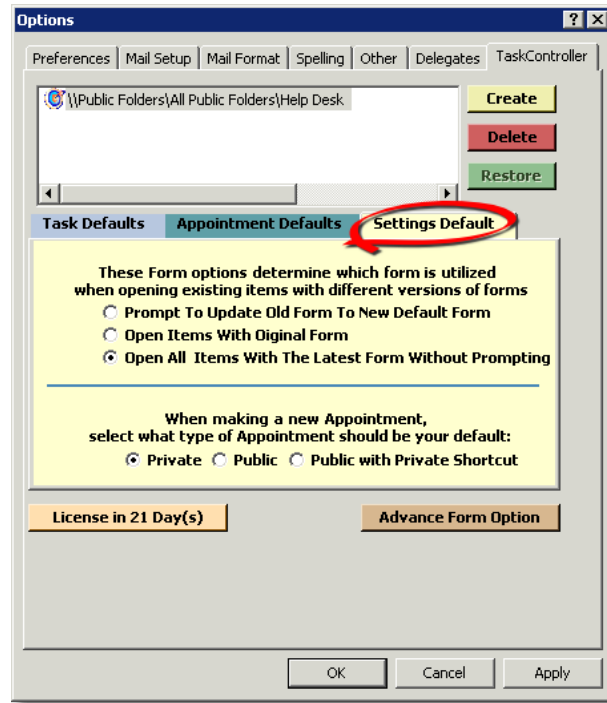 Options
Preferences Mail Setup Mail Format Spelling Other Delegates TaskController
\\Public Folders\All Public Folders\Help Desk
Create
Delete
Restore
Task Defaults Appointment Defaults Settings Default
These Form options determine which form is utilized
when opening existing items with different versions of forms
Prompt To Update Old Form To New Default Form
Open Items With Oiginal Form
Open All Items With The Latest Form Without Prompting
When making a new Appointment,
select what type of Appointment should be your default:
Private Public Public with Private Shortcut
License in 21 Day(s) Advance Form Option
OK Cancel Apply